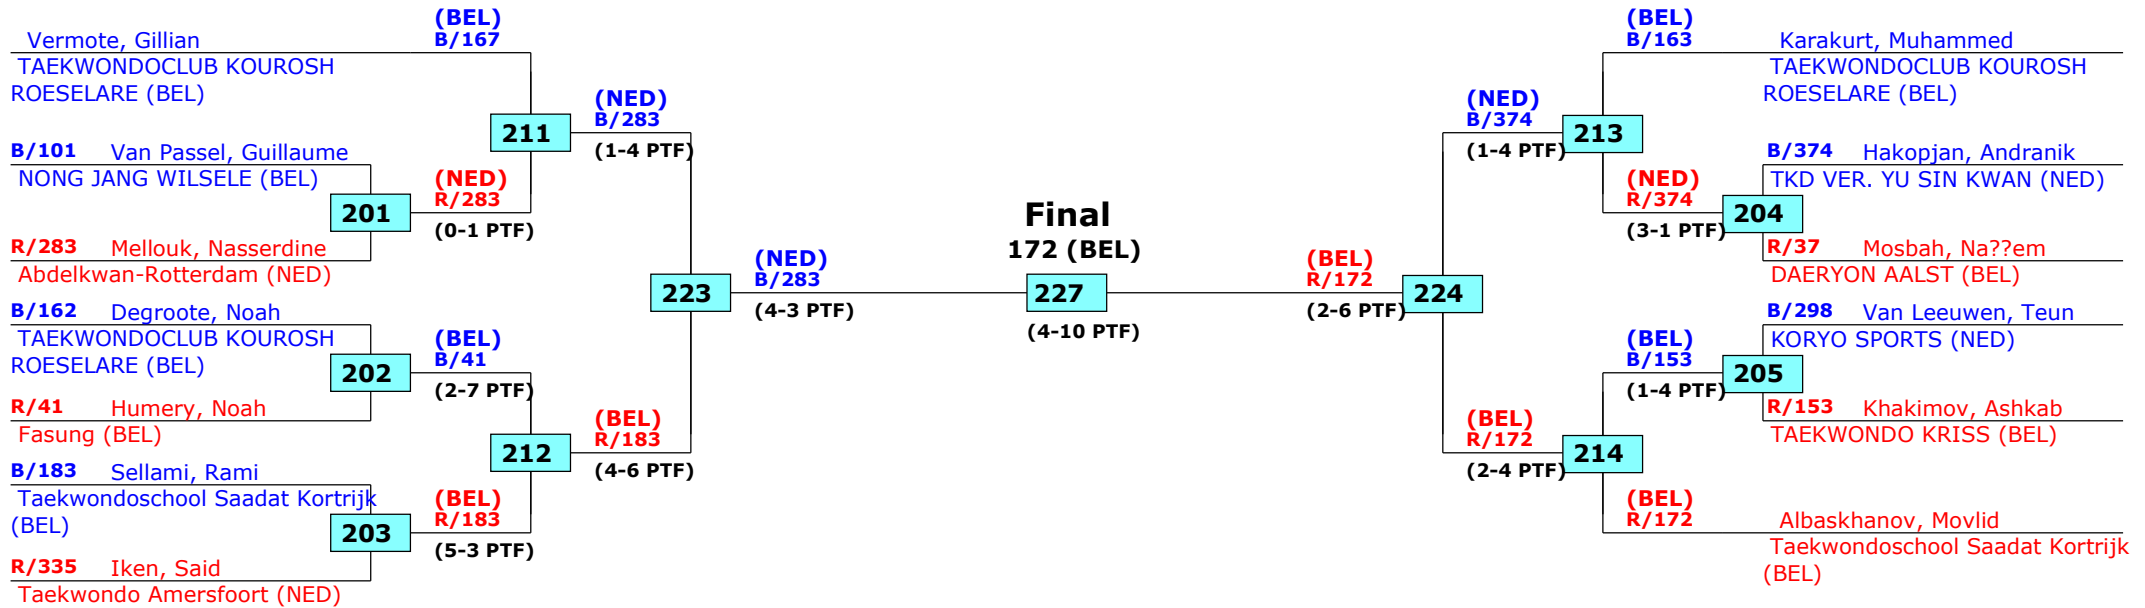 (BEL)
B/167
Vermote, Gillian
TAEKWONDOCLUB KOUROSH
ROESELARE (BEL)
B/101 Van Passel, Guillaume
NONG JANG WILSELE (BEL)
201
R/283 Mellouk, Nasserdine
Abdelkwan-Rotterdam (NED)
B/162 Degroote, Noah
TAEKWONDOCLUB KOUROSH
ROESELARE (BEL)
202
R/41 Humery, Noah
Fasung (BEL)
B/183 Sellami, Rami
Taekwondoschool Saadat Kortrijk
(BEL)
203
R/335 Iken, Said
Taekwondo Amersfoort (NED)
211
(NED)
R/283
(0-1 PTF)
(BEL)
B/41
(2-7 PTF)
212
(BEL)
R/183
(5-3 PTF)
(NED)
B/283
(1-4 PTF)
223
(BEL)
R/183
(4-6 PTF)
(NED)
B/283
(4-3 PTF)
Final
172 (BEL)
227
(4-10 PTF)
(BEL)
R/172
(2-6 PTF)
224
(NED)
B/374
(1-4 PTF)
213
(BEL)
R/172
(2-4 PTF)
214
(BEL)
B/163
Karakurt, Muhammed
TAEKWONDOCLUB KOUROSH
ROESELARE (BEL)
(NED)
R/374
(3-1 PTF)
204
B/374 Hakopjan, Andranik
TKD VER. YU SIN KWAN (NED)
R/37 Mosbah, Na??em
DAERYON AALST (BEL)
(BEL)
B/153
(1-4 PTF)
205
B/298 Van Leeuwen, Teun
KORYO SPORTS (NED)
R/153 Khakimov, Ashkab
TAEKWONDO KRISS (BEL)
(BEL)
R/172
Albaskhanov, Movlid
Taekwondoschool Saadat Kortrijk
(BEL)